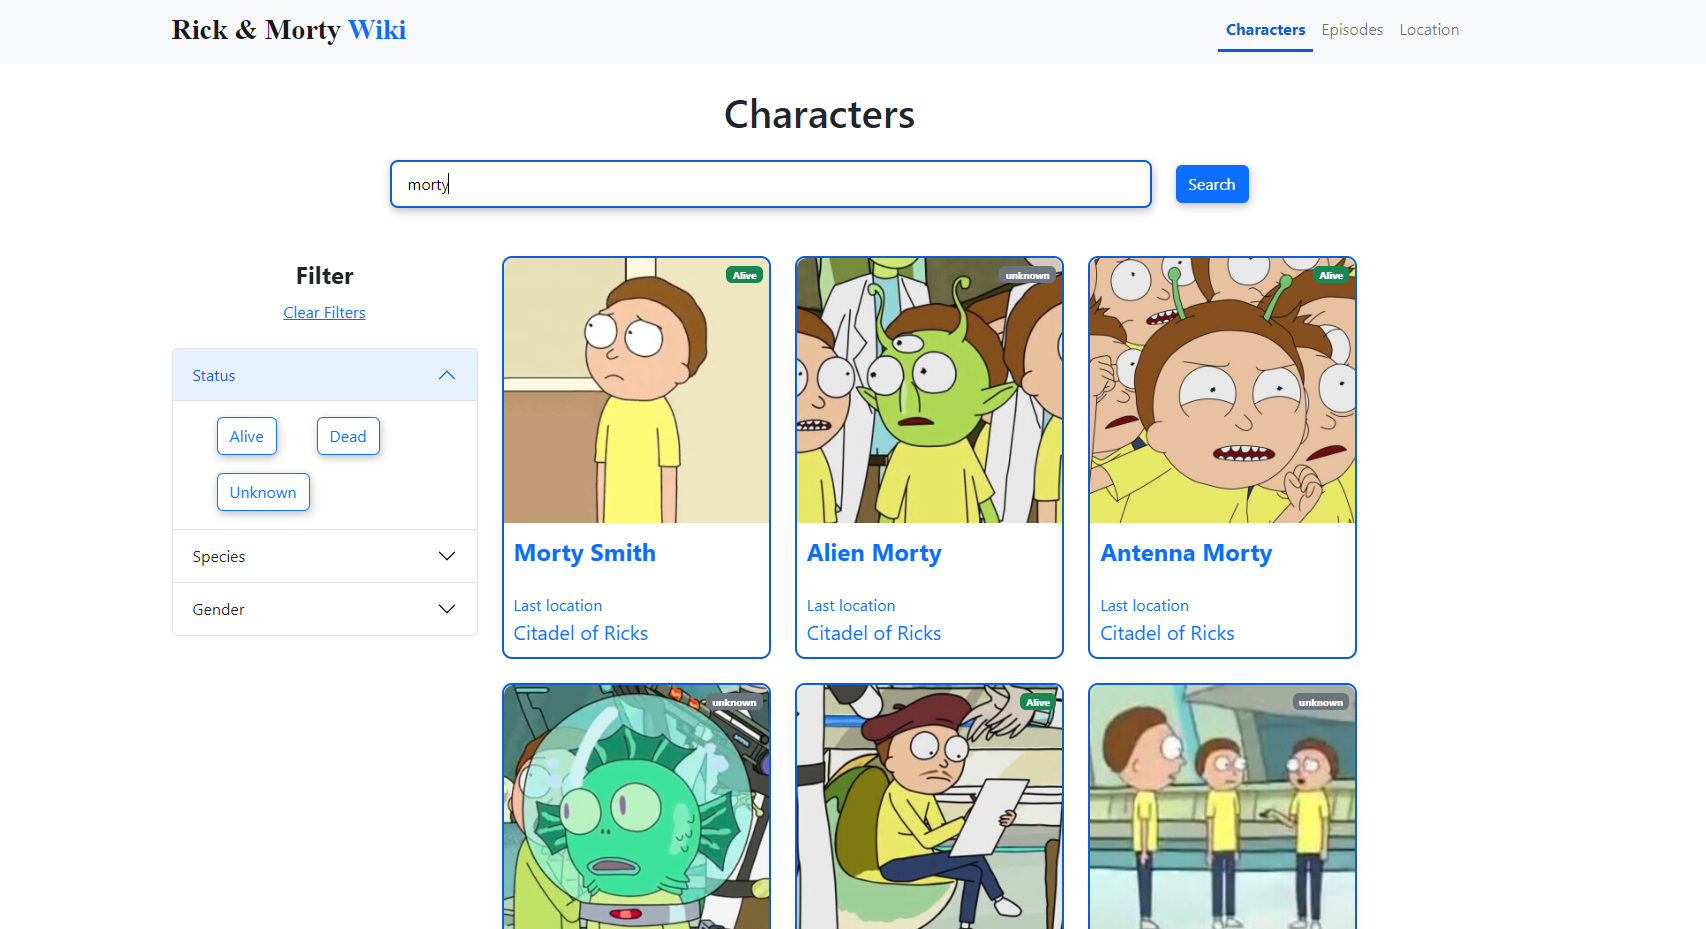 Rick & Morty Wiki
Characters Episodes Location
Characters
morty
Search
Filter
Clear Filters
Status
Alive
Dead
Unknown
Species
Gender
Alive
Morty Smith
Last location
Citadel of Ricks
unknown
Alien Morty
Last location
Citadel of Ricks
Alive
Antenna Morty
Last location
Citadel of Ricks
unknown
Alive
unknown